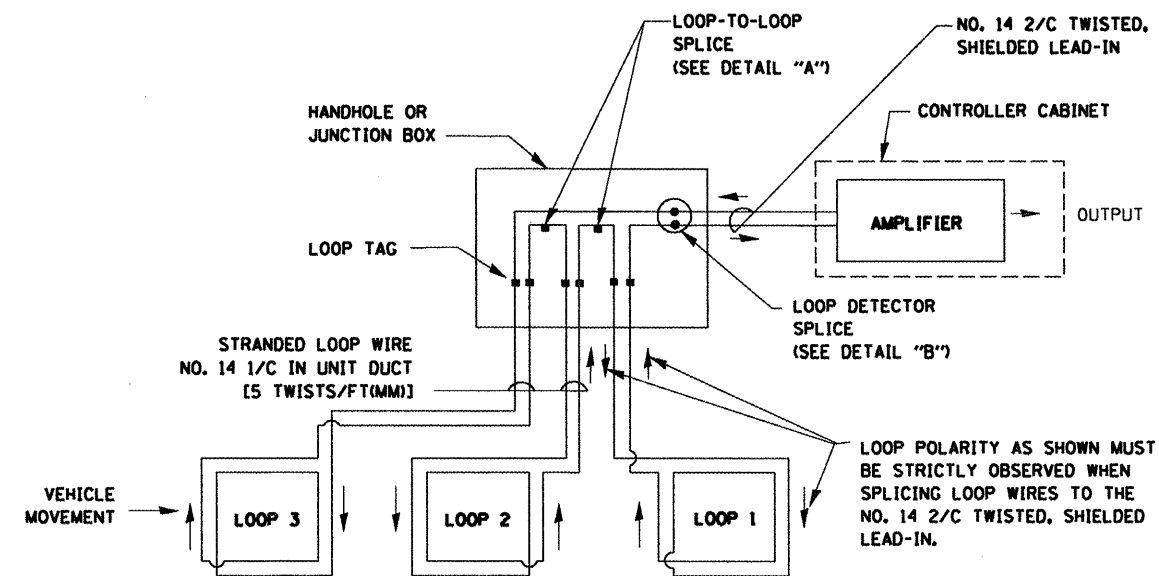 LOOP-TO-LOOP
SPLICE
(SEE DETAIL "A")
NO. 14 2/C TWISTED,
SHIELDED LEAD-IN
HANDHOLE OR
JUNCTION BOX
CONTROLLER CABINET
AMPLIFIER
OUTPUT
LOOP TAG
LOOP DETECTOR
SPLICE
(SEE DETAIL "B")
STRANDED LOOP WIRE
NO. 14 1/C IN UNIT DUCT
[5 TWISTS/FT(MM)]
LOOP POLARITY AS SHOWN MUST
BE STRICTLY OBSERVED WHEN
SPLICING LOOP WIRES TO THE
NO. 14 2/C TWISTED, SHIELDED
LEAD-IN.
VEHICLE
MOVEMENT
LOOP 3
LOOP 2
LOOP 1